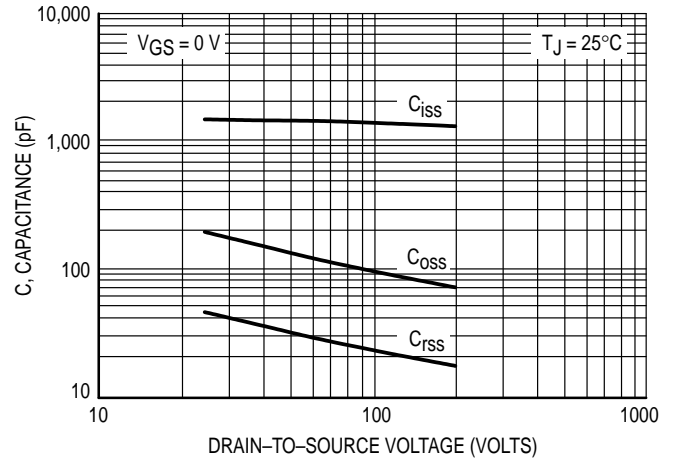 10,000
VGS = 0 V
TJ = 25°C
Ciss
1,000
C, CAPACITANCE (pF)
Coss
100
Crss
10
10
100
1000
DRAIN–TO–SOURCE VOLTAGE (VOLTS)